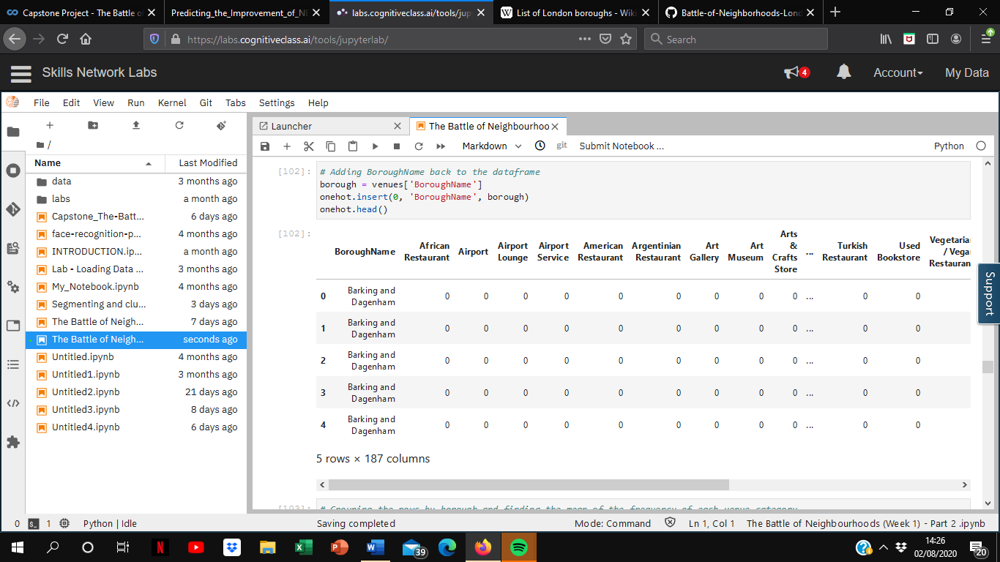 Capstone Project - The Battle of
Predicting_the_Improvement_of_NB
labs.cognitiveclass.ai/tools/jup
List of London boroughs - Wiki
Battle-of-Neighborhoods-Lond
https://labs.cognitiveclass.ai/tools/jupyterlab/
Search
Skills Network Labs
4
Account
My Data
File Edit View Run Kernel Git Tabs Settings Help
Launcher
The Battle of Neighbourhoo
/
Markdown
git
Submit Notebook ...
Python
Name Last Modified
data 3 months ago
labs a month ago
Capstone_The-Batt... 6 days ago
face-recognition-p... 4 months ago
INTRODUCTION.ip... a month ago
Lab - Loading Data ... 3 months ago
My_Notebook.ipynb 4 months ago
Segmenting and clu... 3 days ago
The Battle of Neigh... 7 days ago
The Battle of Neigh... seconds ago
Untitled.ipynb 4 months ago
Untitled1.ipynb 3 months ago
Untitled2.ipynb 21 days ago
Untitled3.ipynb 8 days ago
Untitled4.ipynb 6 days ago
[102]: # Adding BoroughName back to the dataframe
borough = venues['BoroughName']
onehot.insert(0, 'BoroughName', borough)
onehot.head()
[102]:
BoroughName African Restaurant Airport Airport Lounge Airport Service American Restaurant Argentinian Restaurant Art Gallery Art Museum Arts & Crafts Store ... Turkish Restaurant Used Bookstore Vegetarian / Vegan Restauran
0 Barking and Dagenham 0 0 0 0 0 0 0 0 0 ... 0 0
1 Barking and Dagenham 0 0 0 0 0 0 0 0 0 ... 0 0
2 Barking and Dagenham 0 0 0 0 0 0 0 0 0 ... 0 0
3 Barking and Dagenham 0 0 0 0 0 0 0 0 0 ... 0 0
4 Barking and Dagenham 0 0 0 0 0 0 0 0 0 ... 0 0
5 rows × 187 columns
[103]: # Grouping the rows by borough and finding the mean of the frequency of each venue category
Support
0 1 Python | Idle
Saving completed
Mode: Command
Ln 1, Col 1
The Battle of Neighbourhoods (Week 1) - Part 2 .ipynb
39
14:26
02/08/2020
20